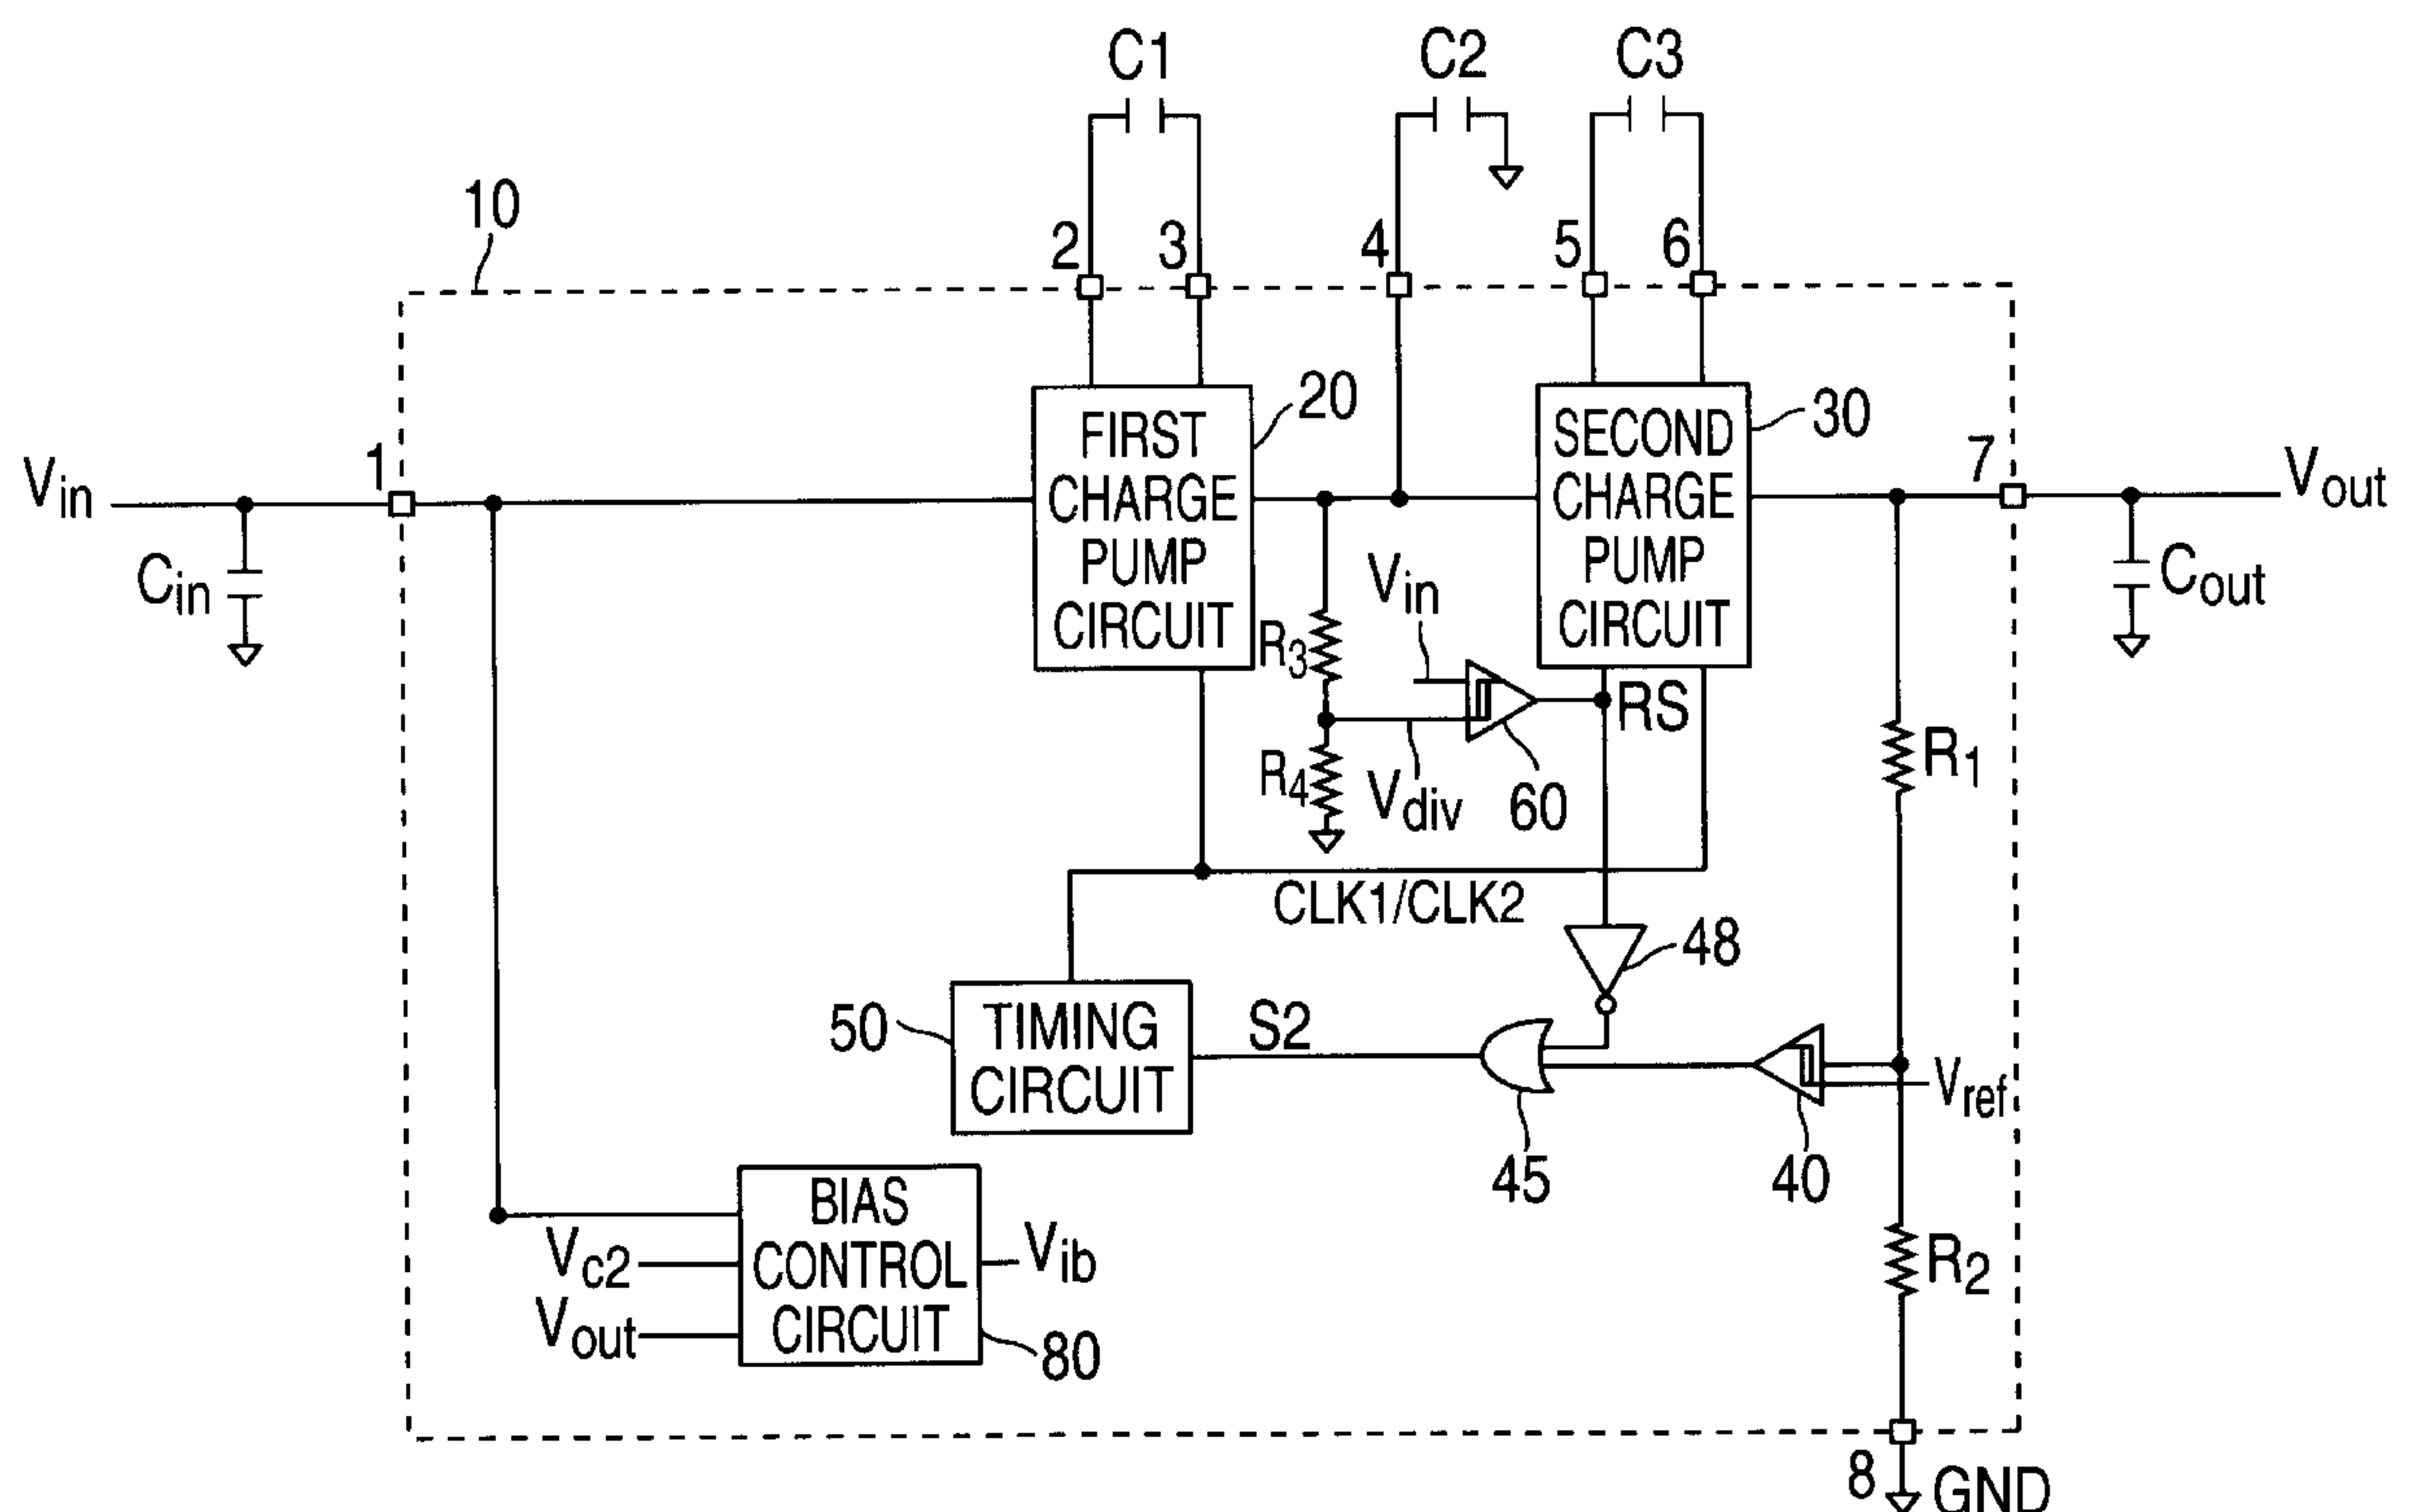 C1
C2
C3
10
2
3
4
5
6
FIRST
CHARGE
PUMP
CIRCUIT
20
SECOND
CHARGE
PUMP
CIRCUIT
30
Vin
1
7
Vout
Cin
Cout
Vin
R3
R4
Vdiv
60
RS
R1
CLK1/CLK2
48
50
TIMING
CIRCUIT
S2
45
40
Vref
BIAS
CONTROL
CIRCUIT
Vc2
Vout
Vib
80
R2
8
GND